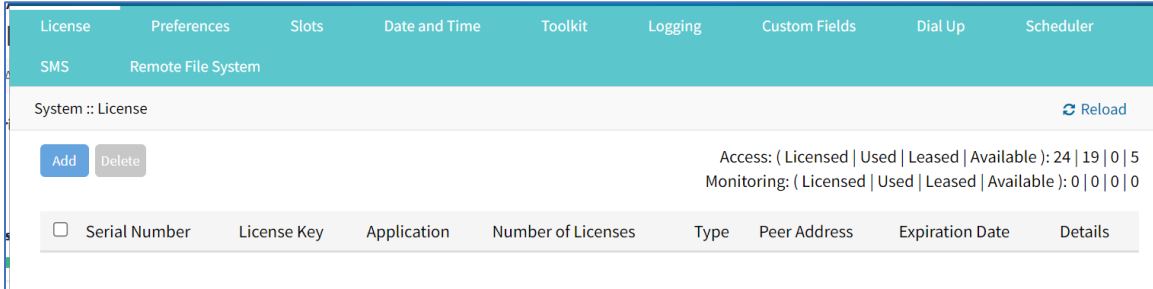 License Preferences Slots Date and Time Toolkit Logging Custom Fields Dial Up Scheduler
SMS Remote File System
System :: License Reload
Add Delete Access: ( Licensed | Used | Leased | Available ): 24 | 19 | 0 | 5
Monitoring: ( Licensed | Used | Leased | Available ): 0 | 0 | 0 | 0
Serial Number License Key Application Number of Licenses Type Peer Address Expiration Date Details